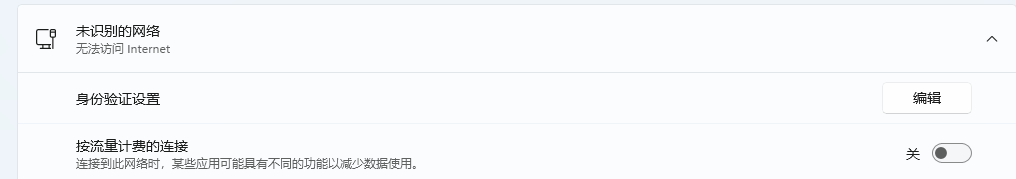 未识别的网络
无法访问 Internet
身份验证设置
编辑
按流量计费的连接
连接到此网络时，某些应用可能具有不同的功能以减少数据使用。
关